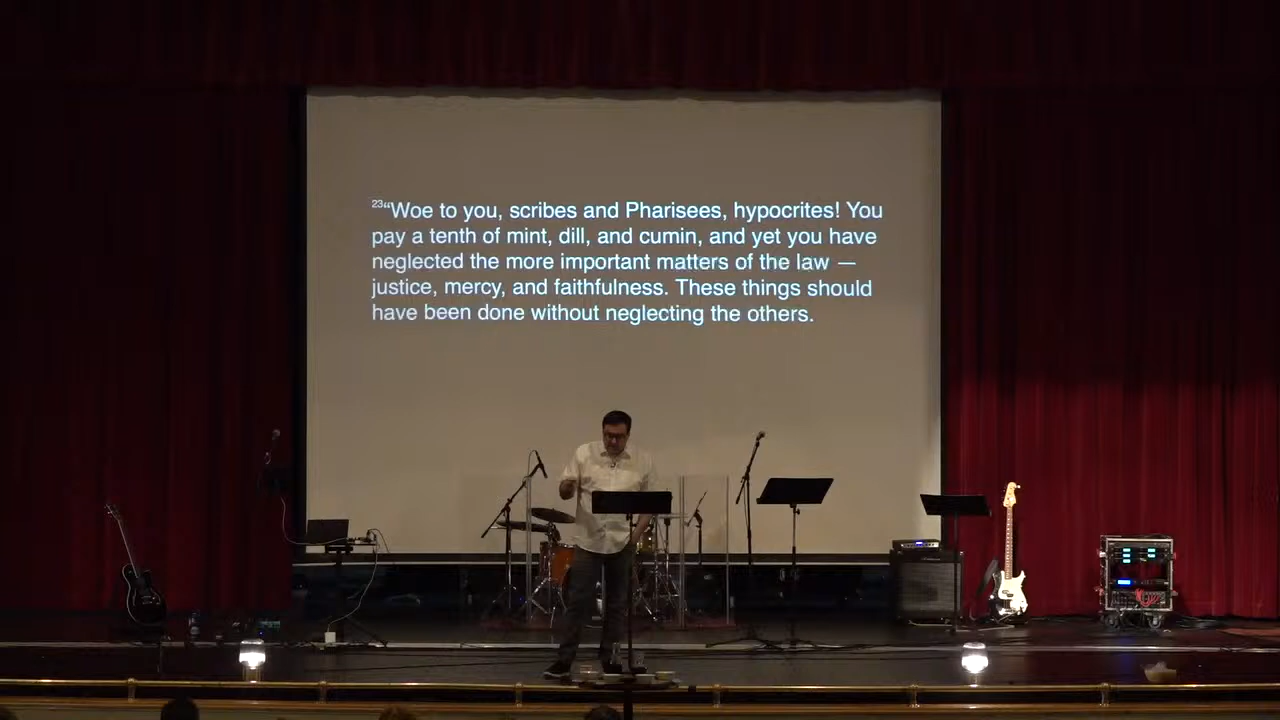 23“Woe to you, scribes and Pharisees, hypocrites! You
pay a tenth of mint, dill, and cumin, and yet you have
neglected the more important matters of the law —
justice, mercy, and faithfulness. These things should
have been done without neglecting the others.